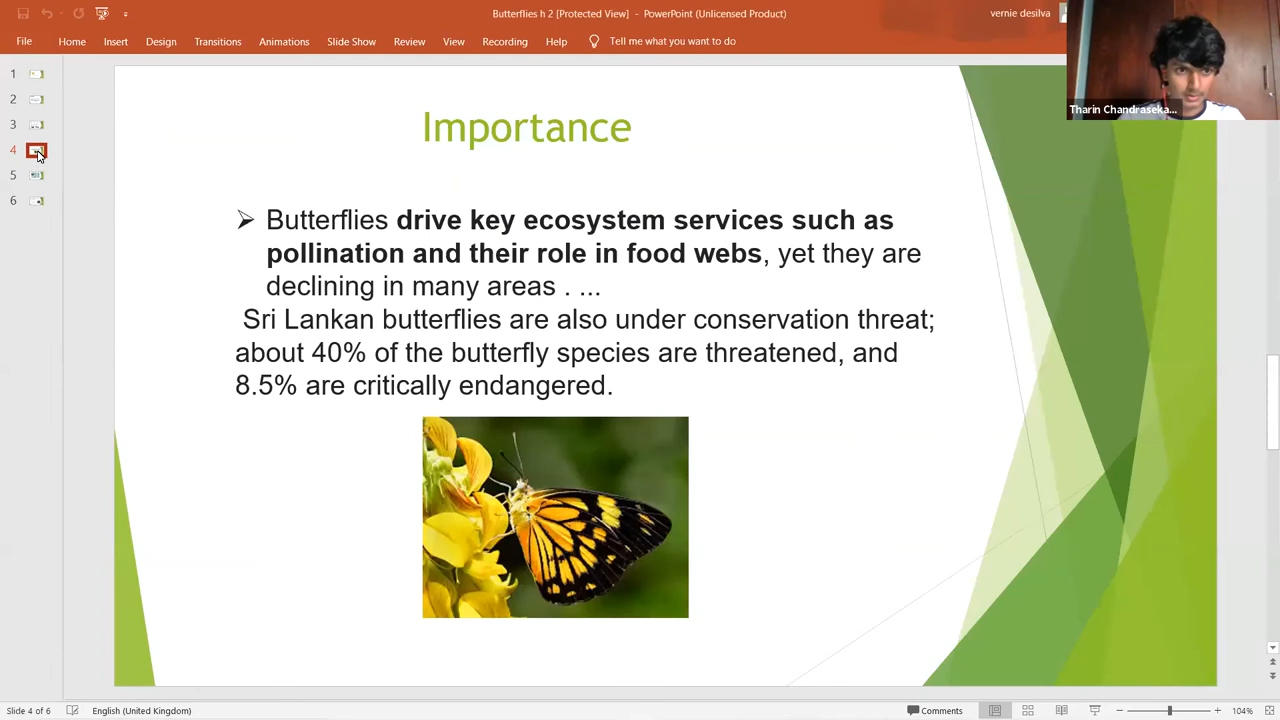 Butterflies h 2 [Protected View] - PowerPoint (Unlicensed Product)
vernie desilva
File Home Insert Design Transitions Animations Slide Show Review View Recording Help Tell me what you want to do
Tharin Chandraseka...
1
2
3
4
5
6
Importance
Butterflies drive key ecosystem services such as
pollination and their role in food webs, yet they are
declining in many areas . ...
Sri Lankan butterflies are also under conservation threat;
about 40% of the butterfly species are threatened, and
8.5% are critically endangered.
Slide 4 of 6 English (United Kingdom) Comments 104%